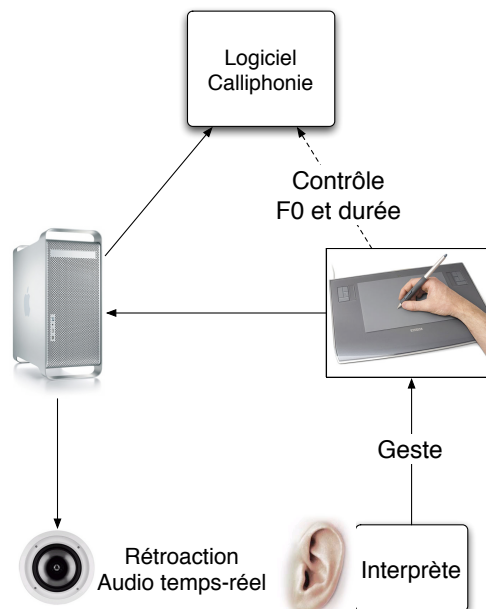 Logiciel
Calliphonie
Contrôle
F0 et durée
Geste
Rétroaction
Audio temps-réel
Interprète